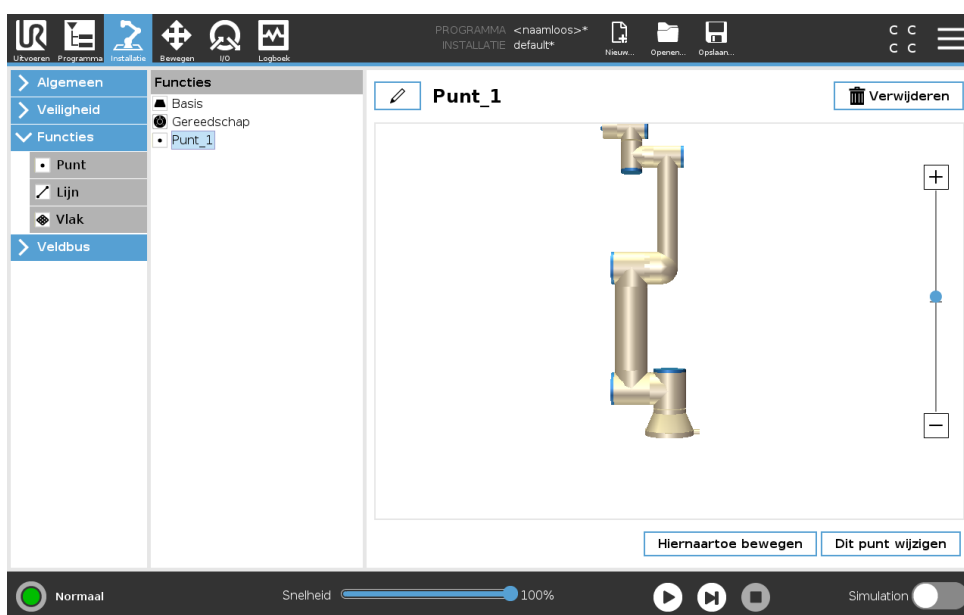 PROGRAMMA <naamloos>*
INSTALLATIE default*
C C
C C
Uitvoeren Programma Installatie Bewegen I/O Logboek Nieuw... Openen... Opslaan...
Algemeen
Veiligheid
Functies
Punt
Lijn
Vlak
Veldbus
Functies
Basis
Gereedschap
Punt_1
Punt_1
Verwijderen
Hiernaartoe bewegen
Dit punt wijzigen
Normaal
Snelheid
100%
Simulation